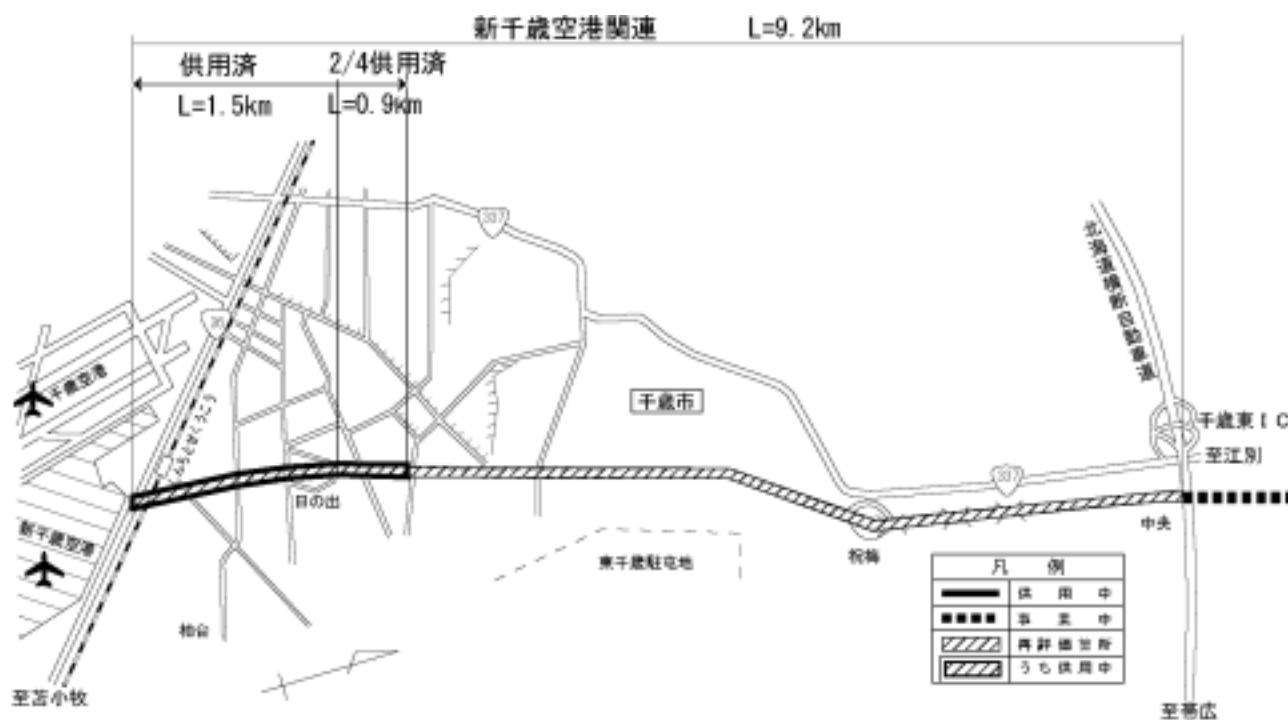 新千歳空港関連 L=9.2km
供用済 2/4供用済
L=1.5km L=0.9km
337
北海道横断自動車道
36
千歳空港
千歳市
千歳東IC
至江別
337
日の出
新千歳空港
中央
祝梅
東千歳駐屯地
柏台
凡例
供用中
事業中
再評価箇所
うち供用中
至苫小牧
至帯広